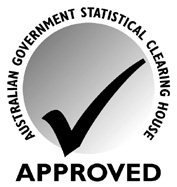 AUSTRALIAN GOVERNMENT STATISTICAL CLEARING HOUSE
APPROVED